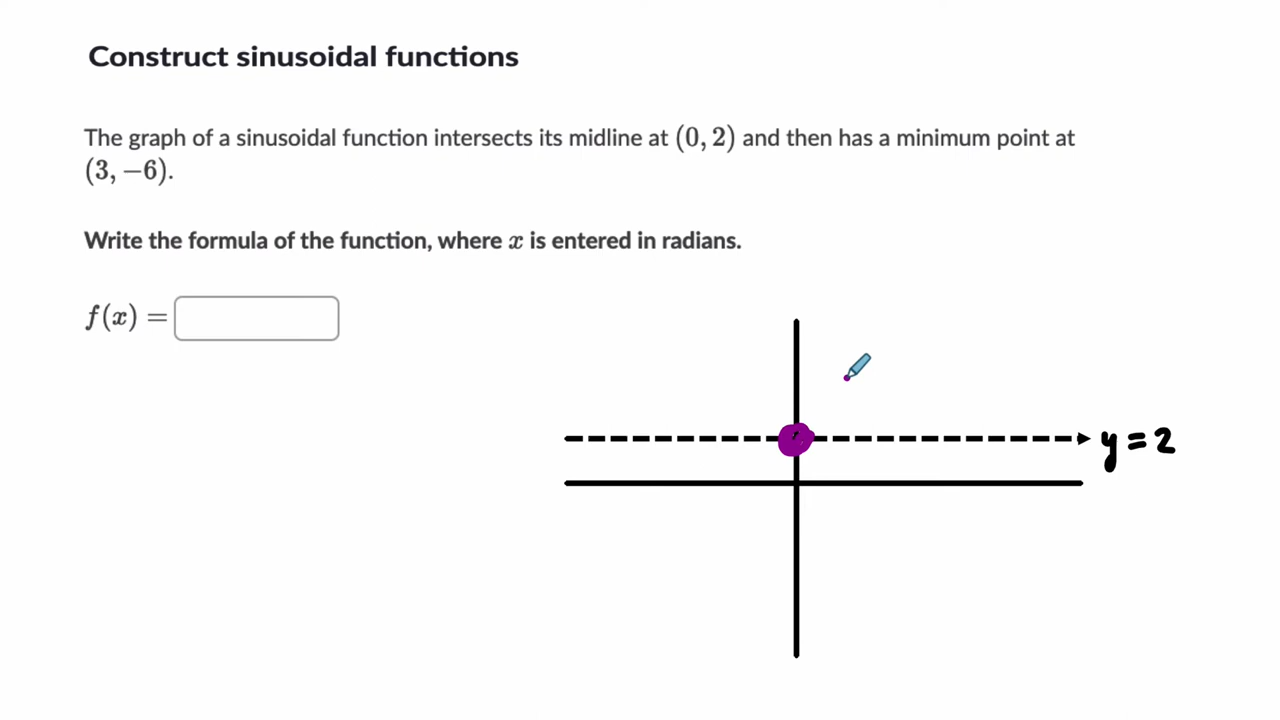 Construct sinusoidal functions
The graph of a sinusoidal function intersects its midline at (0, 2) and then has a minimum point at
(3, −6).
Write the formula of the function, where x is entered in radians.
f(x) =
y = 2